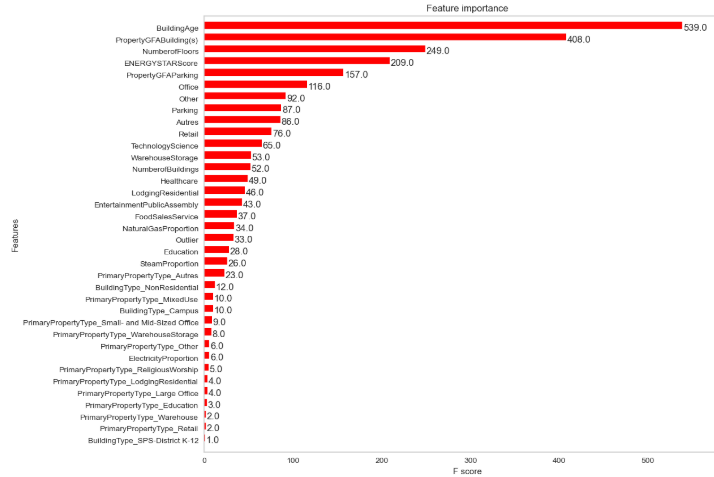 Feature importance
BuildingAge 539.0
PropertyGFABuilding(s) 408.0
NumberofFloors 249.0
ENERGYSTARScore 209.0
PropertyGFAParking 157.0
Office 116.0
Other 92.0
Parking 87.0
Autres 86.0
Retail 76.0
TechnologyScience 65.0
WarehouseStorage 53.0
NumberofBuildings 52.0
Healthcare 49.0
LodgingResidential 46.0
EntertainmentPublicAssembly 43.0
FoodSalesService 37.0
NaturalGasProportion 34.0
Outlier 33.0
Education 28.0
SteamProportion 26.0
PrimaryPropertyType_Autres 23.0
BuildingType_NonResidential 12.0
PrimaryPropertyType_MixedUse 10.0
BuildingType_Campus 10.0
PrimaryPropertyType_Small- and Mid-Sized Office 9.0
PrimaryPropertyType_WarehouseStorage 8.0
PrimaryPropertyType_Other 6.0
ElectricityProportion 6.0
PrimaryPropertyType_ReligiousWorship 5.0
PrimaryPropertyType_LodgingResidential 4.0
PrimaryPropertyType_Large Office 4.0
PrimaryPropertyType_Education 3.0
PrimaryPropertyType_Warehouse 2.0
PrimaryPropertyType_Retail 2.0
BuildingType_SPS-District K-12 1.0
Features
0 100 200 300 400 500
F score